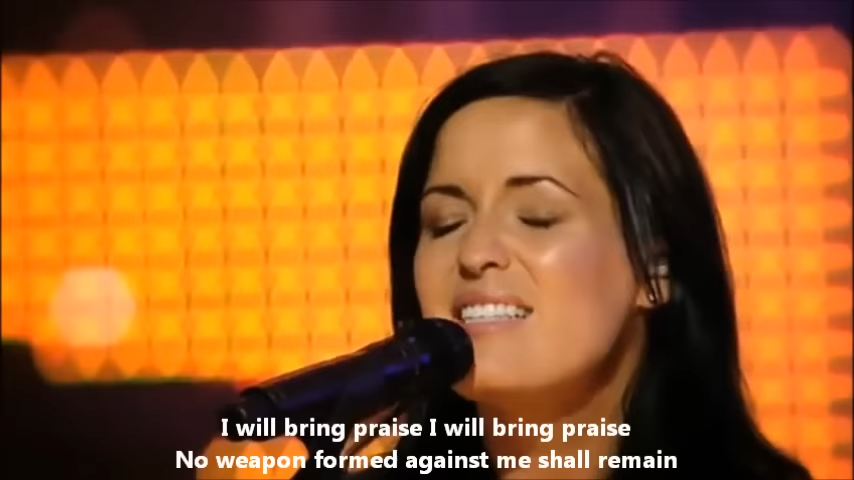 I will bring praise I will bring praise
No weapon formed against me shall remain